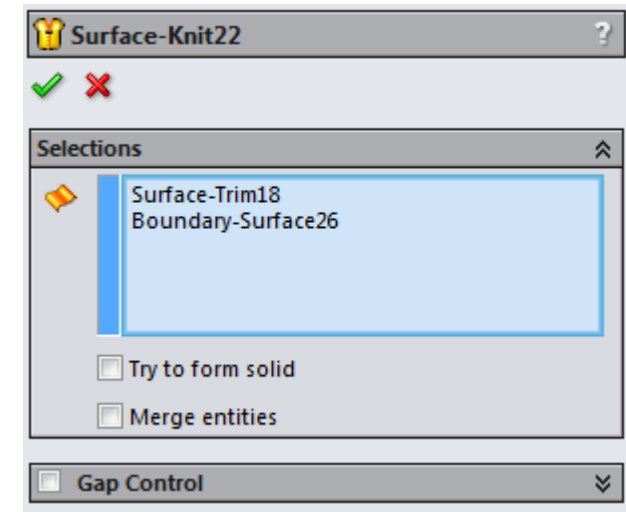 Surface-Knit22
?
Selections
Surface-Trim18
Boundary-Surface26
Try to form solid
Merge entities
Gap Control